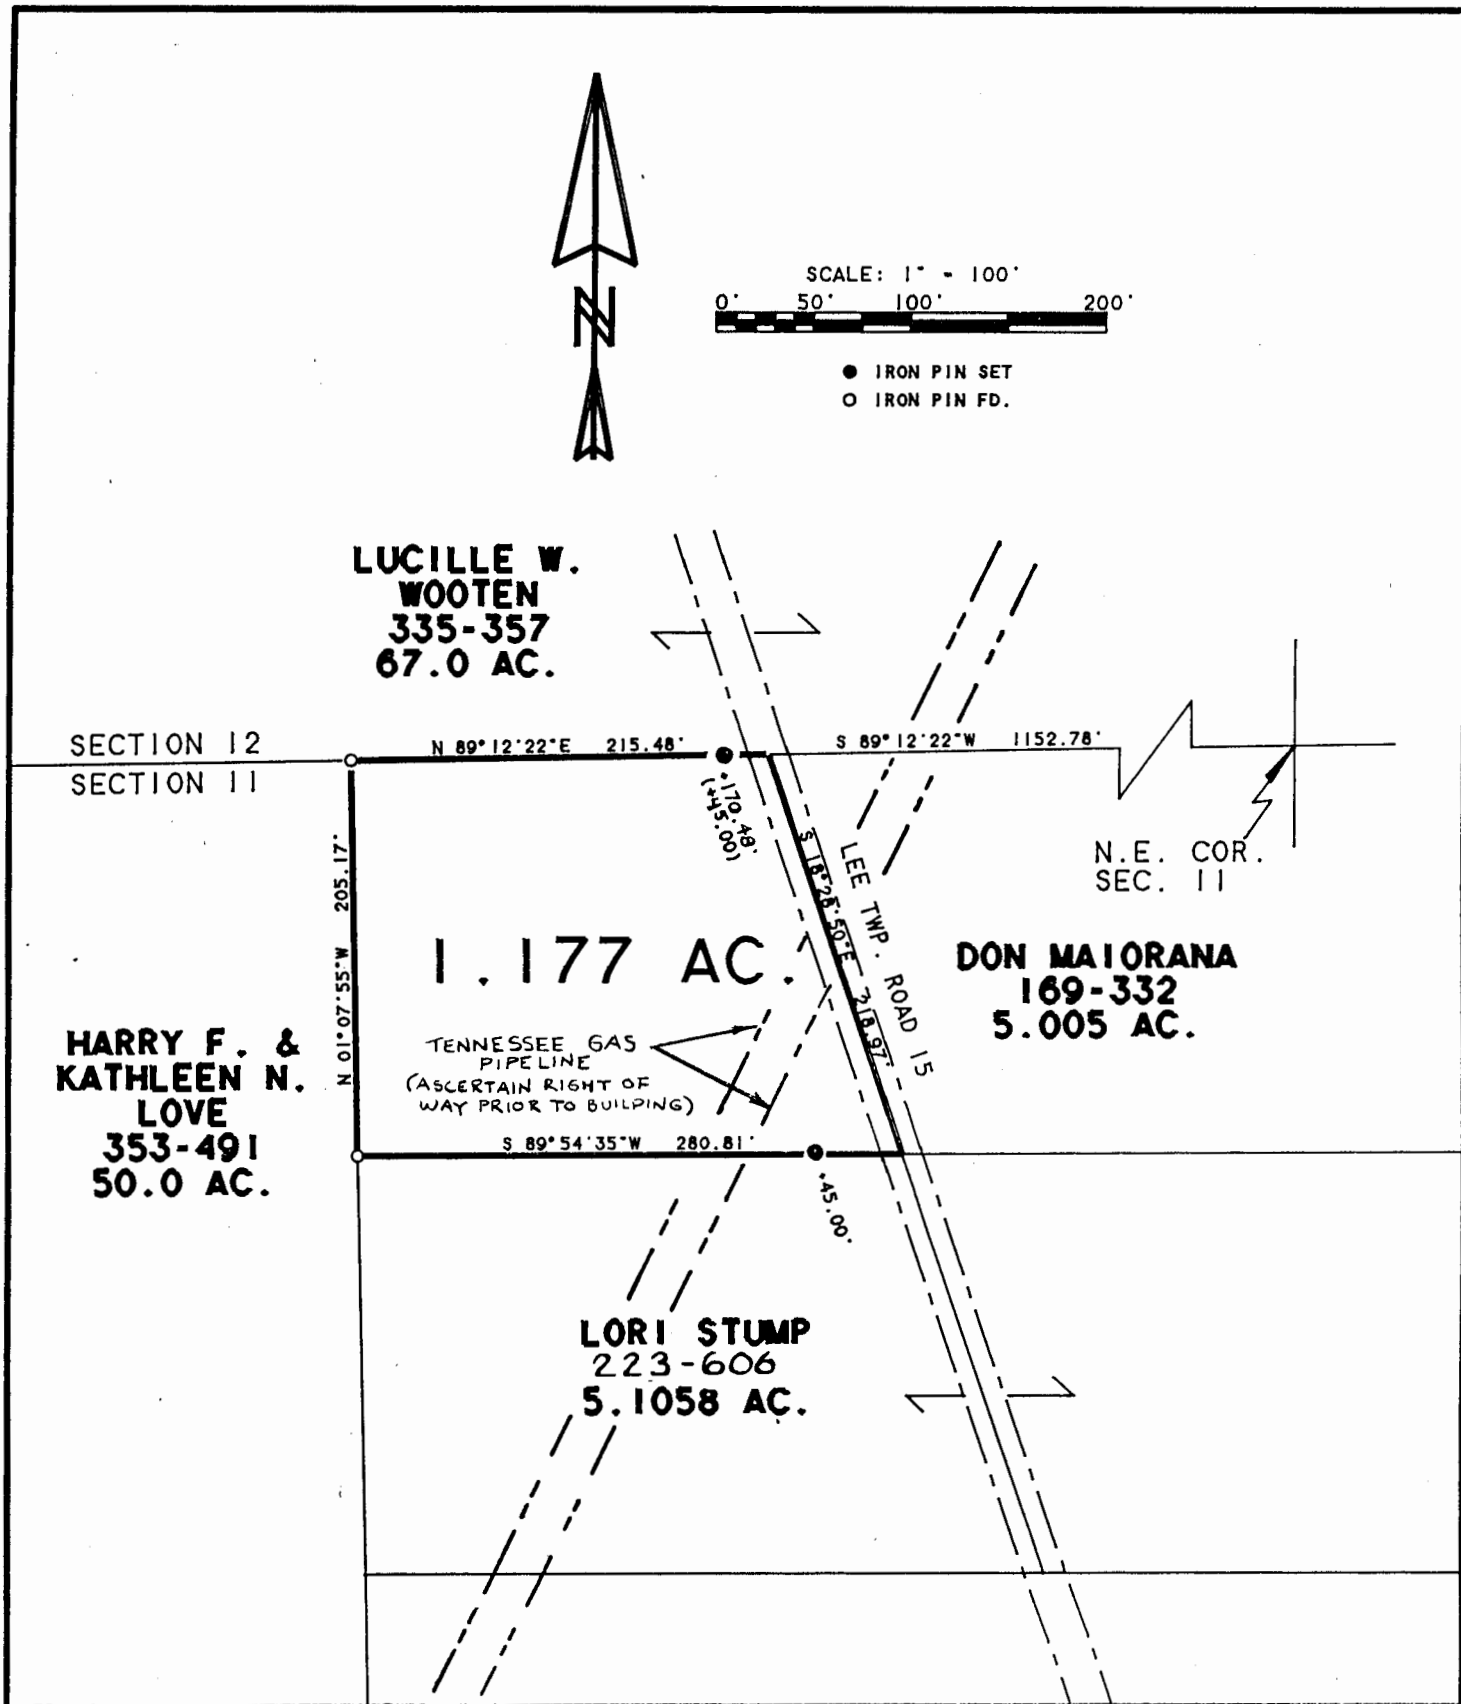 N
SCALE: 1" - 100'
0' 50' 100' 200'
IRON PIN SET
IRON PIN FD.
LUCILLE W.
WOOTEN
335-357
67.0 AC.
SECTION 12
SECTION 11
N 89°12'22"E 215.48'
S 89°12'22"W 1152.78'
+170.48'
(+45.00)
N.E. COR.
SEC. 11
N 01°07'55"W 205.17'
S 18°28'50"E 218.97'
LEE TWP. ROAD 15
1.177 AC.
DON MAIORANA
169-332
5.005 AC.
HARRY F. &
KATHLEEN N.
LOVE
353-491
50.0 AC.
TENNESSEE GAS
PIPELINE
(ASCERTAIN RIGHT OF
WAY PRIOR TO BUILDING)
S 89°54'35"W 280.81'
+45.00'
LORI STUMP
223-606
5.1058 AC.